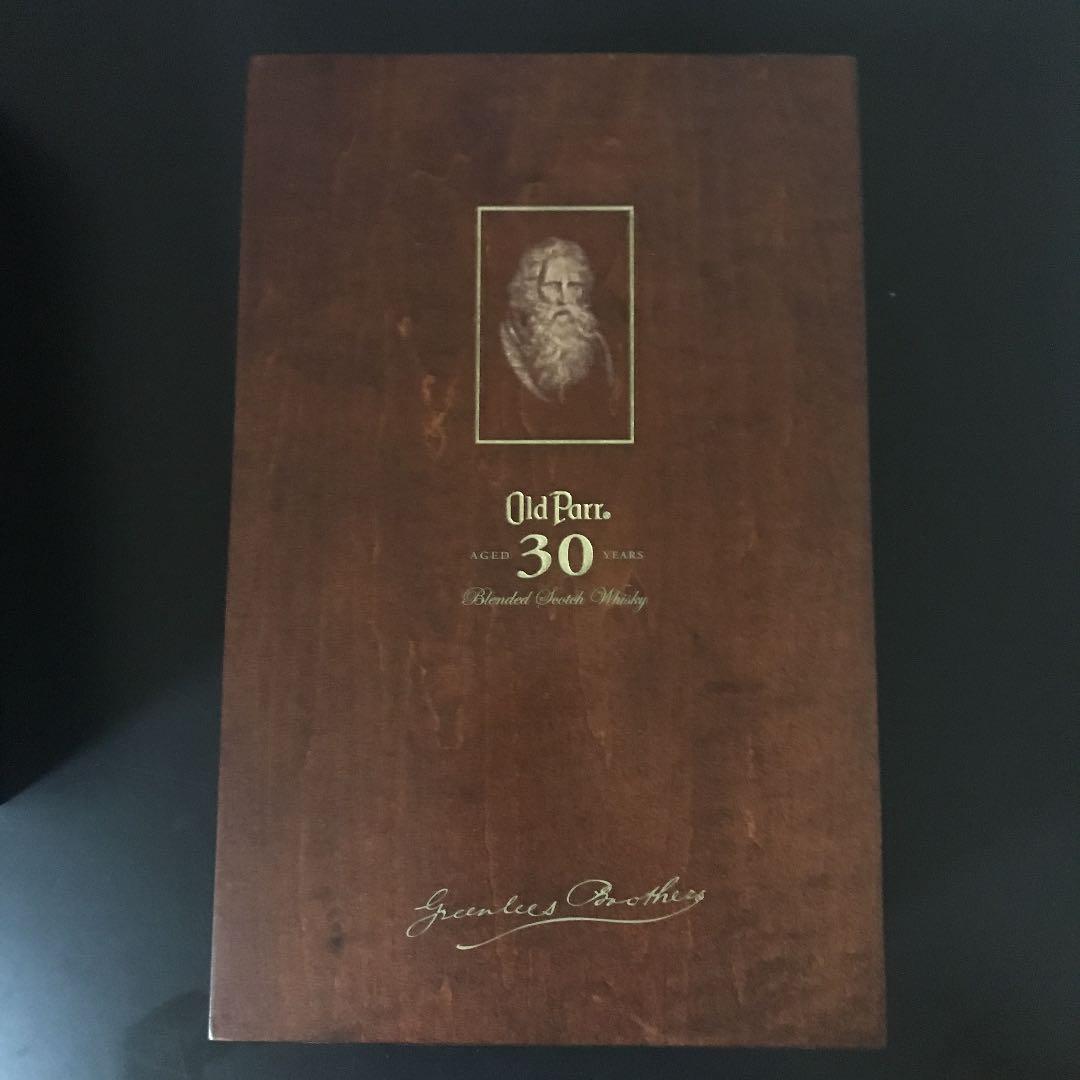 Old Parr®
AGED 30 YEARS
Blended Scotch Whisky
Greenlees Brothers